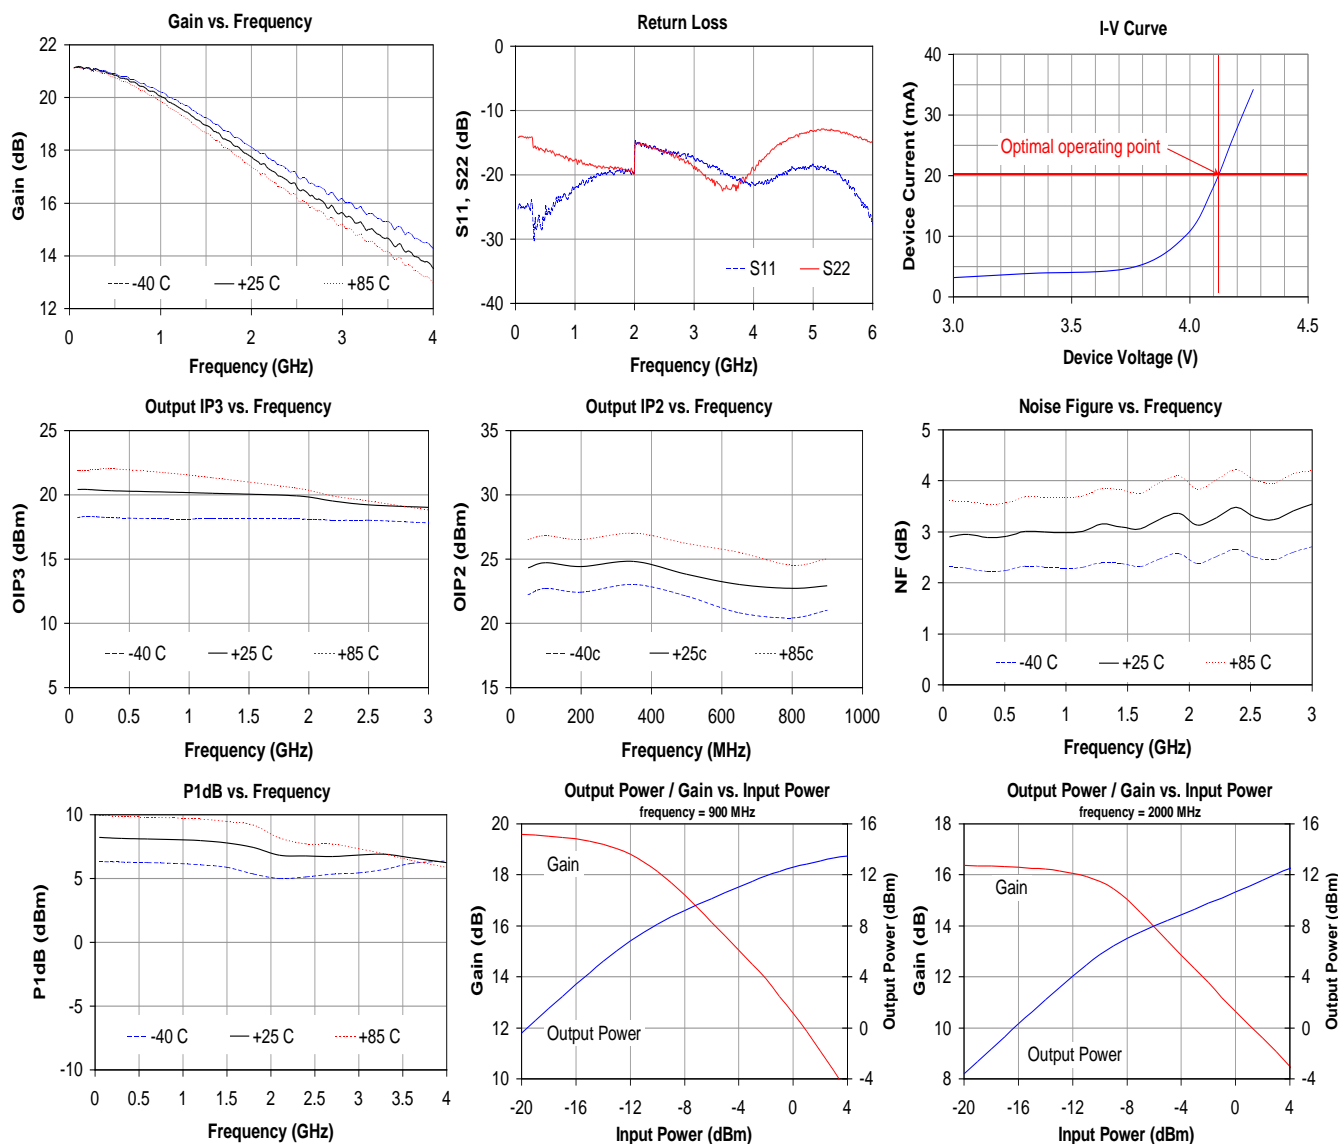 Gain vs. Frequency
22
20
18
16
14
12
Gain (dB)
-40 C +25 C +85 C
0 1 2 3 4
Frequency (GHz)
Return Loss
0
-10
-20
-30
-40
S11, S22 (dB)
S11 S22
0 1 2 3 4 5 6
Frequency (GHz)
I-V Curve
40
30
20
10
0
Device Current (mA)
Optimal operating point
3.0 3.5 4.0 4.5
Device Voltage (V)
Output IP3 vs. Frequency
25
20
15
10
5
OIP3 (dBm)
-40 C +25 C +85 C
0 0.5 1 1.5 2 2.5 3
Frequency (GHz)
Output IP2 vs. Frequency
35
30
25
20
15
OIP2 (dBm)
-40c +25c +85c
0 200 400 600 800 1000
Frequency (MHz)
Noise Figure vs. Frequency
5
4
3
2
1
0
NF (dB)
-40 C +25 C +85 C
0 0.5 1 1.5 2 2.5 3
Frequency (GHz)
P1dB vs. Frequency
10
5
0
-5
-10
P1dB (dBm)
-40 C +25 C +85 C
0 0.5 1 1.5 2 2.5 3 3.5 4
Frequency (GHz)
Output Power / Gain vs. Input Power
frequency = 900 MHz
20
18
16
14
12
10
Gain (dB)
Gain
Output Power
16
12
8
4
0
-4
Output Power (dBm)
-20 -16 -12 -8 -4 0 4
Input Power (dBm)
Output Power / Gain vs. Input Power
frequency = 2000 MHz
18
16
14
12
10
8
Gain (dB)
Gain
Output Power
16
12
8
4
0
-4
Output Power (dBm)
-20 -16 -12 -8 -4 0 4
Input Power (dBm)